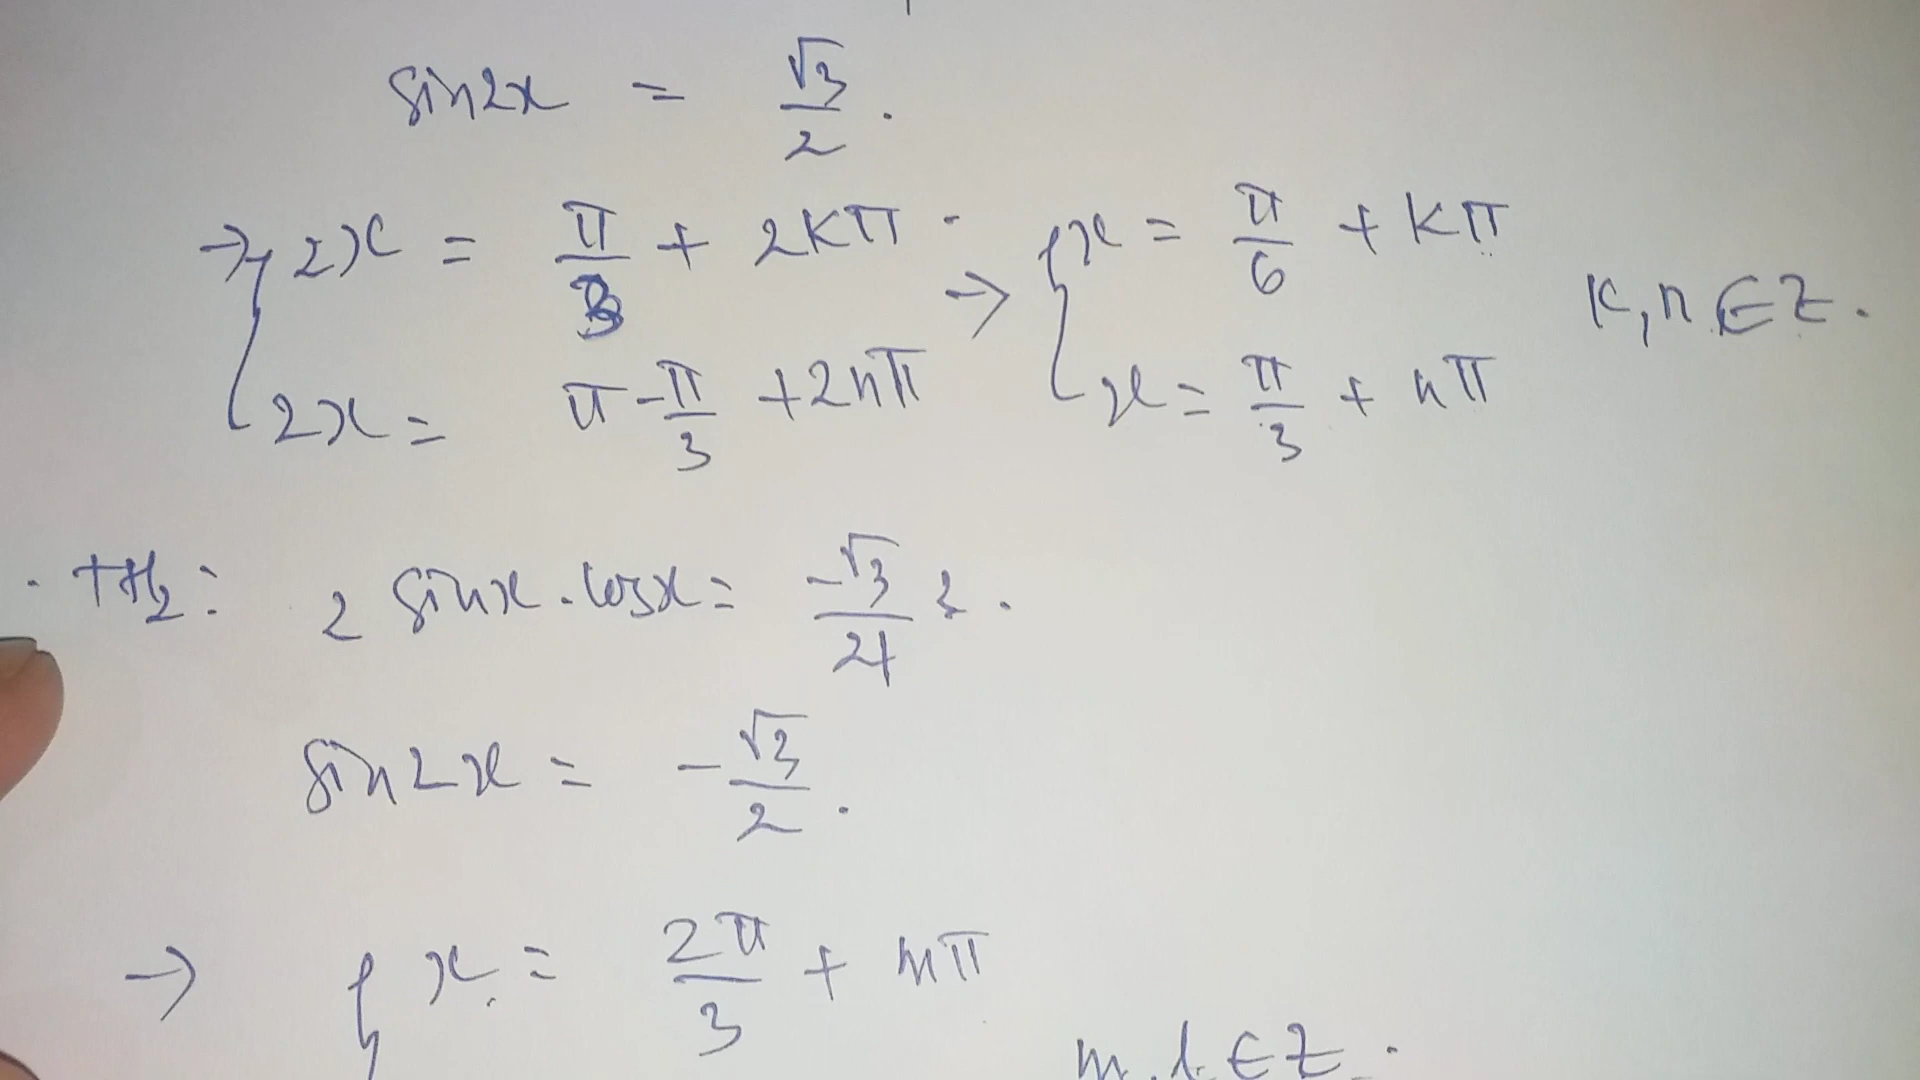 sin2x = √3/2 .
→ { 2x = π/3 + 2kπ → { x = π/6 + kπ
k,n ∈ Z.
2x = π - π/3 + 2nπ x = π/3 + nπ
. TH2: 2 sinx . cosx = -√3/4 2 .
sin2x = - √3/2 .
→ { x = 2π/3 + mπ
m, l ∈ Z .